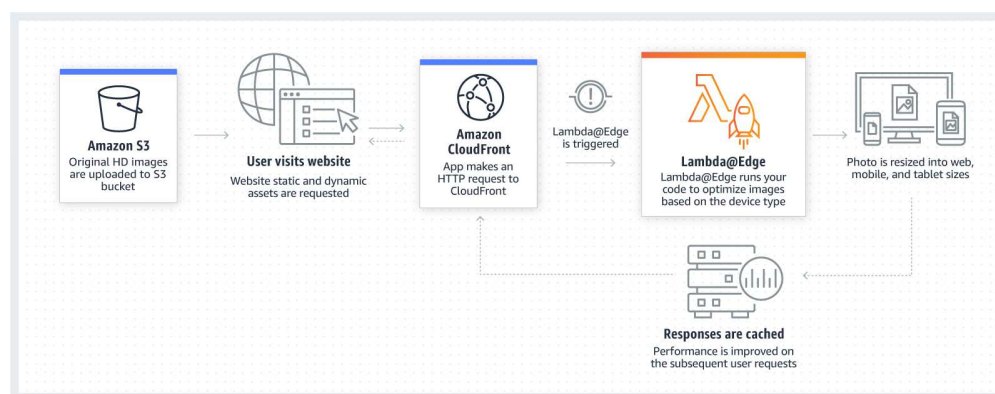 Amazon S3
Original HD images
are uploaded to S3
bucket
User visits website
Website static and dynamic
assets are requested
Amazon
CloudFront
App makes an
HTTP request to
CloudFront
Lambda@Edge
is triggered
Lambda@Edge
Lambda@Edge runs your
code to optimize images
based on the device type
Photo is resized into web,
mobile, and tablet sizes
Responses are cached
Performance is improved on
the subsequent user requests